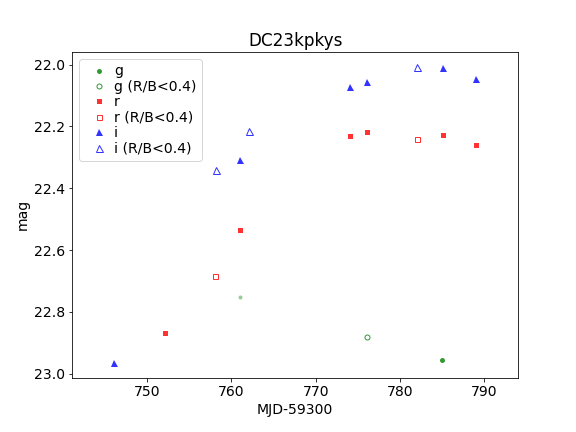 DC23kpkys
22.0
22.2
22.4
22.6
22.8
23.0
mag
g
g (R/B<0.4)
r
r (R/B<0.4)
i
i (R/B<0.4)
750 760 770 780 790
MJD-59300